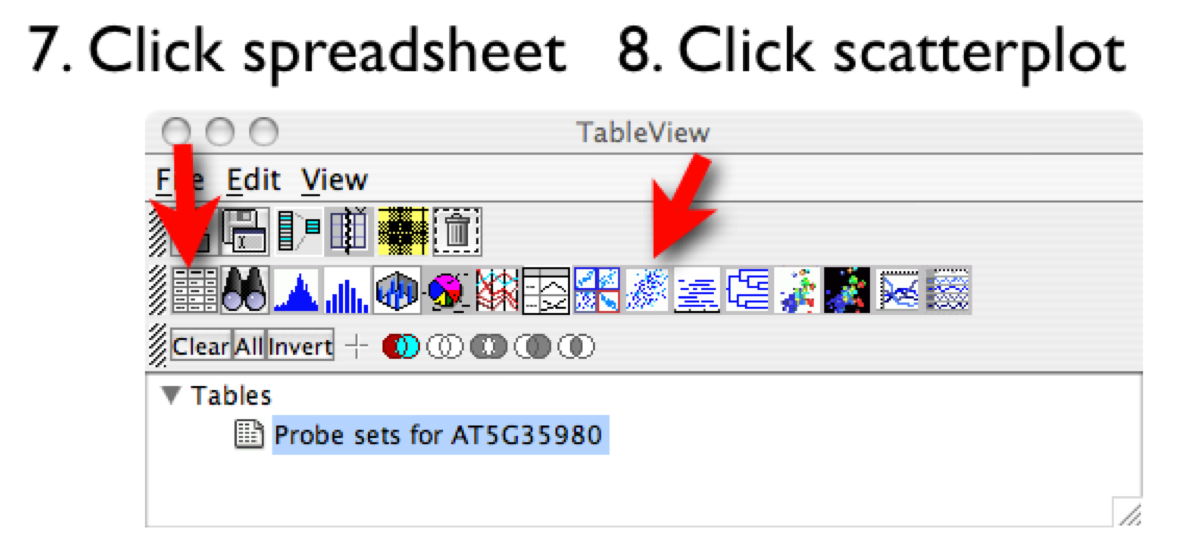 7. Click spreadsheet 8. Click scatterplot
TableView
File Edit View
Clear All Invert
Tables
Probe sets for AT5G35980